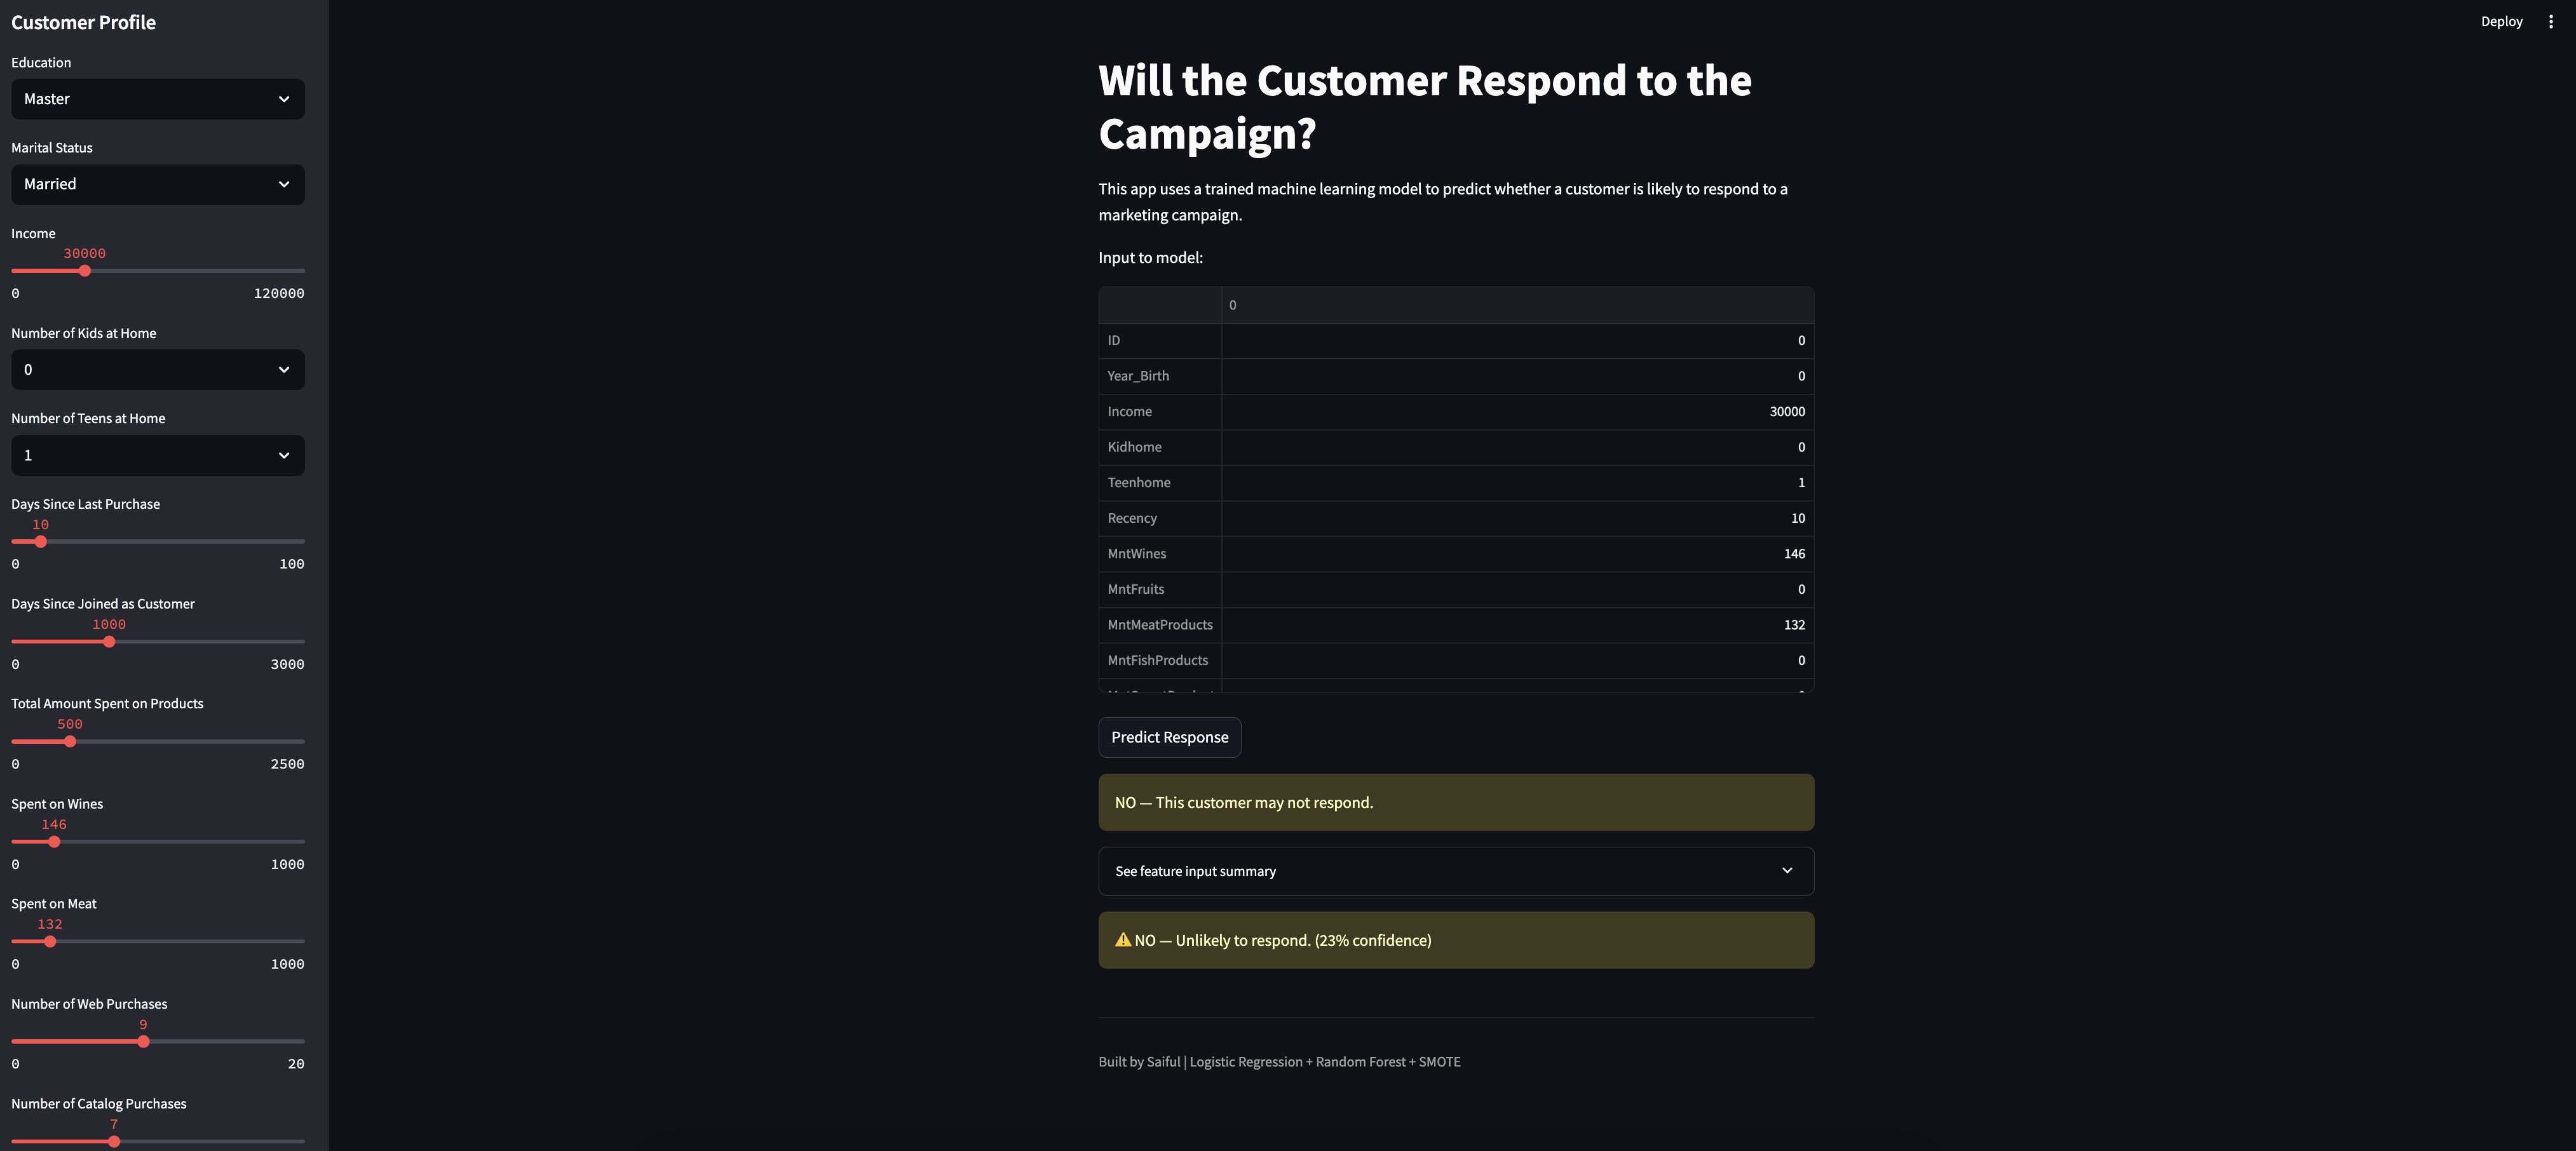 Customer Profile
Education
Master
Marital Status
Married
Income
30000
0 120000
Number of Kids at Home
0
Number of Teens at Home
1
Days Since Last Purchase
10
0 100
Days Since Joined as Customer
1000
0 3000
Total Amount Spent on Products
500
0 2500
Spent on Wines
146
0 1000
Spent on Meat
132
0 1000
Number of Web Purchases
9
0 20
Number of Catalog Purchases
7
Deploy
Will the Customer Respond to the
Campaign?
This app uses a trained machine learning model to predict whether a customer is likely to respond to a
marketing campaign.
Input to model:
0
ID 0
Year_Birth 0
Income 30000
Kidhome 0
Teenhome 1
Recency 10
MntWines 146
MntFruits 0
MntMeatProducts 132
MntFishProducts 0
Predict Response
NO — This customer may not respond.
See feature input summary
NO — Unlikely to respond. (23% confidence)
Built by Saiful | Logistic Regression + Random Forest + SMOTE